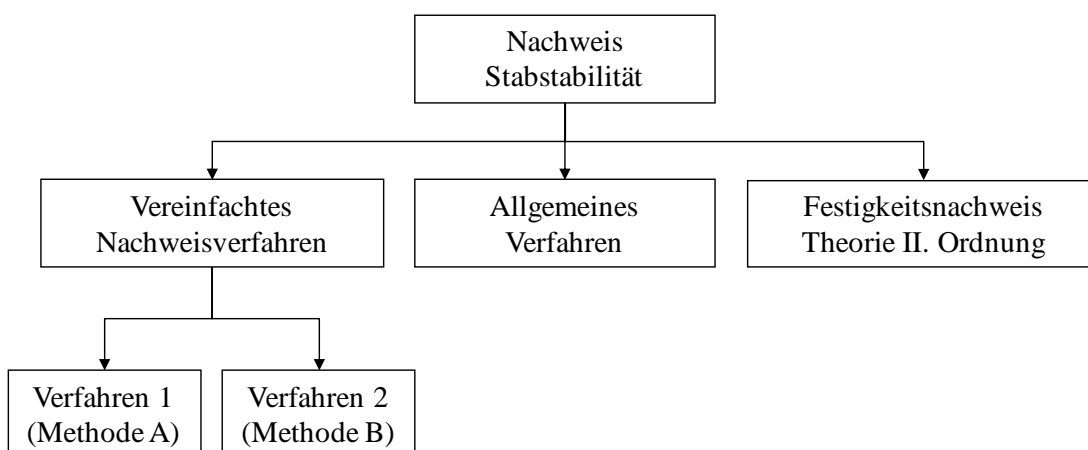 Nachweis
Stabstabilität
Vereinfachtes
Nachweisverfahren
Allgemeines
Verfahren
Festigkeitsnachweis
Theorie II. Ordnung
Verfahren 1
(Methode A)
Verfahren 2
(Methode B)